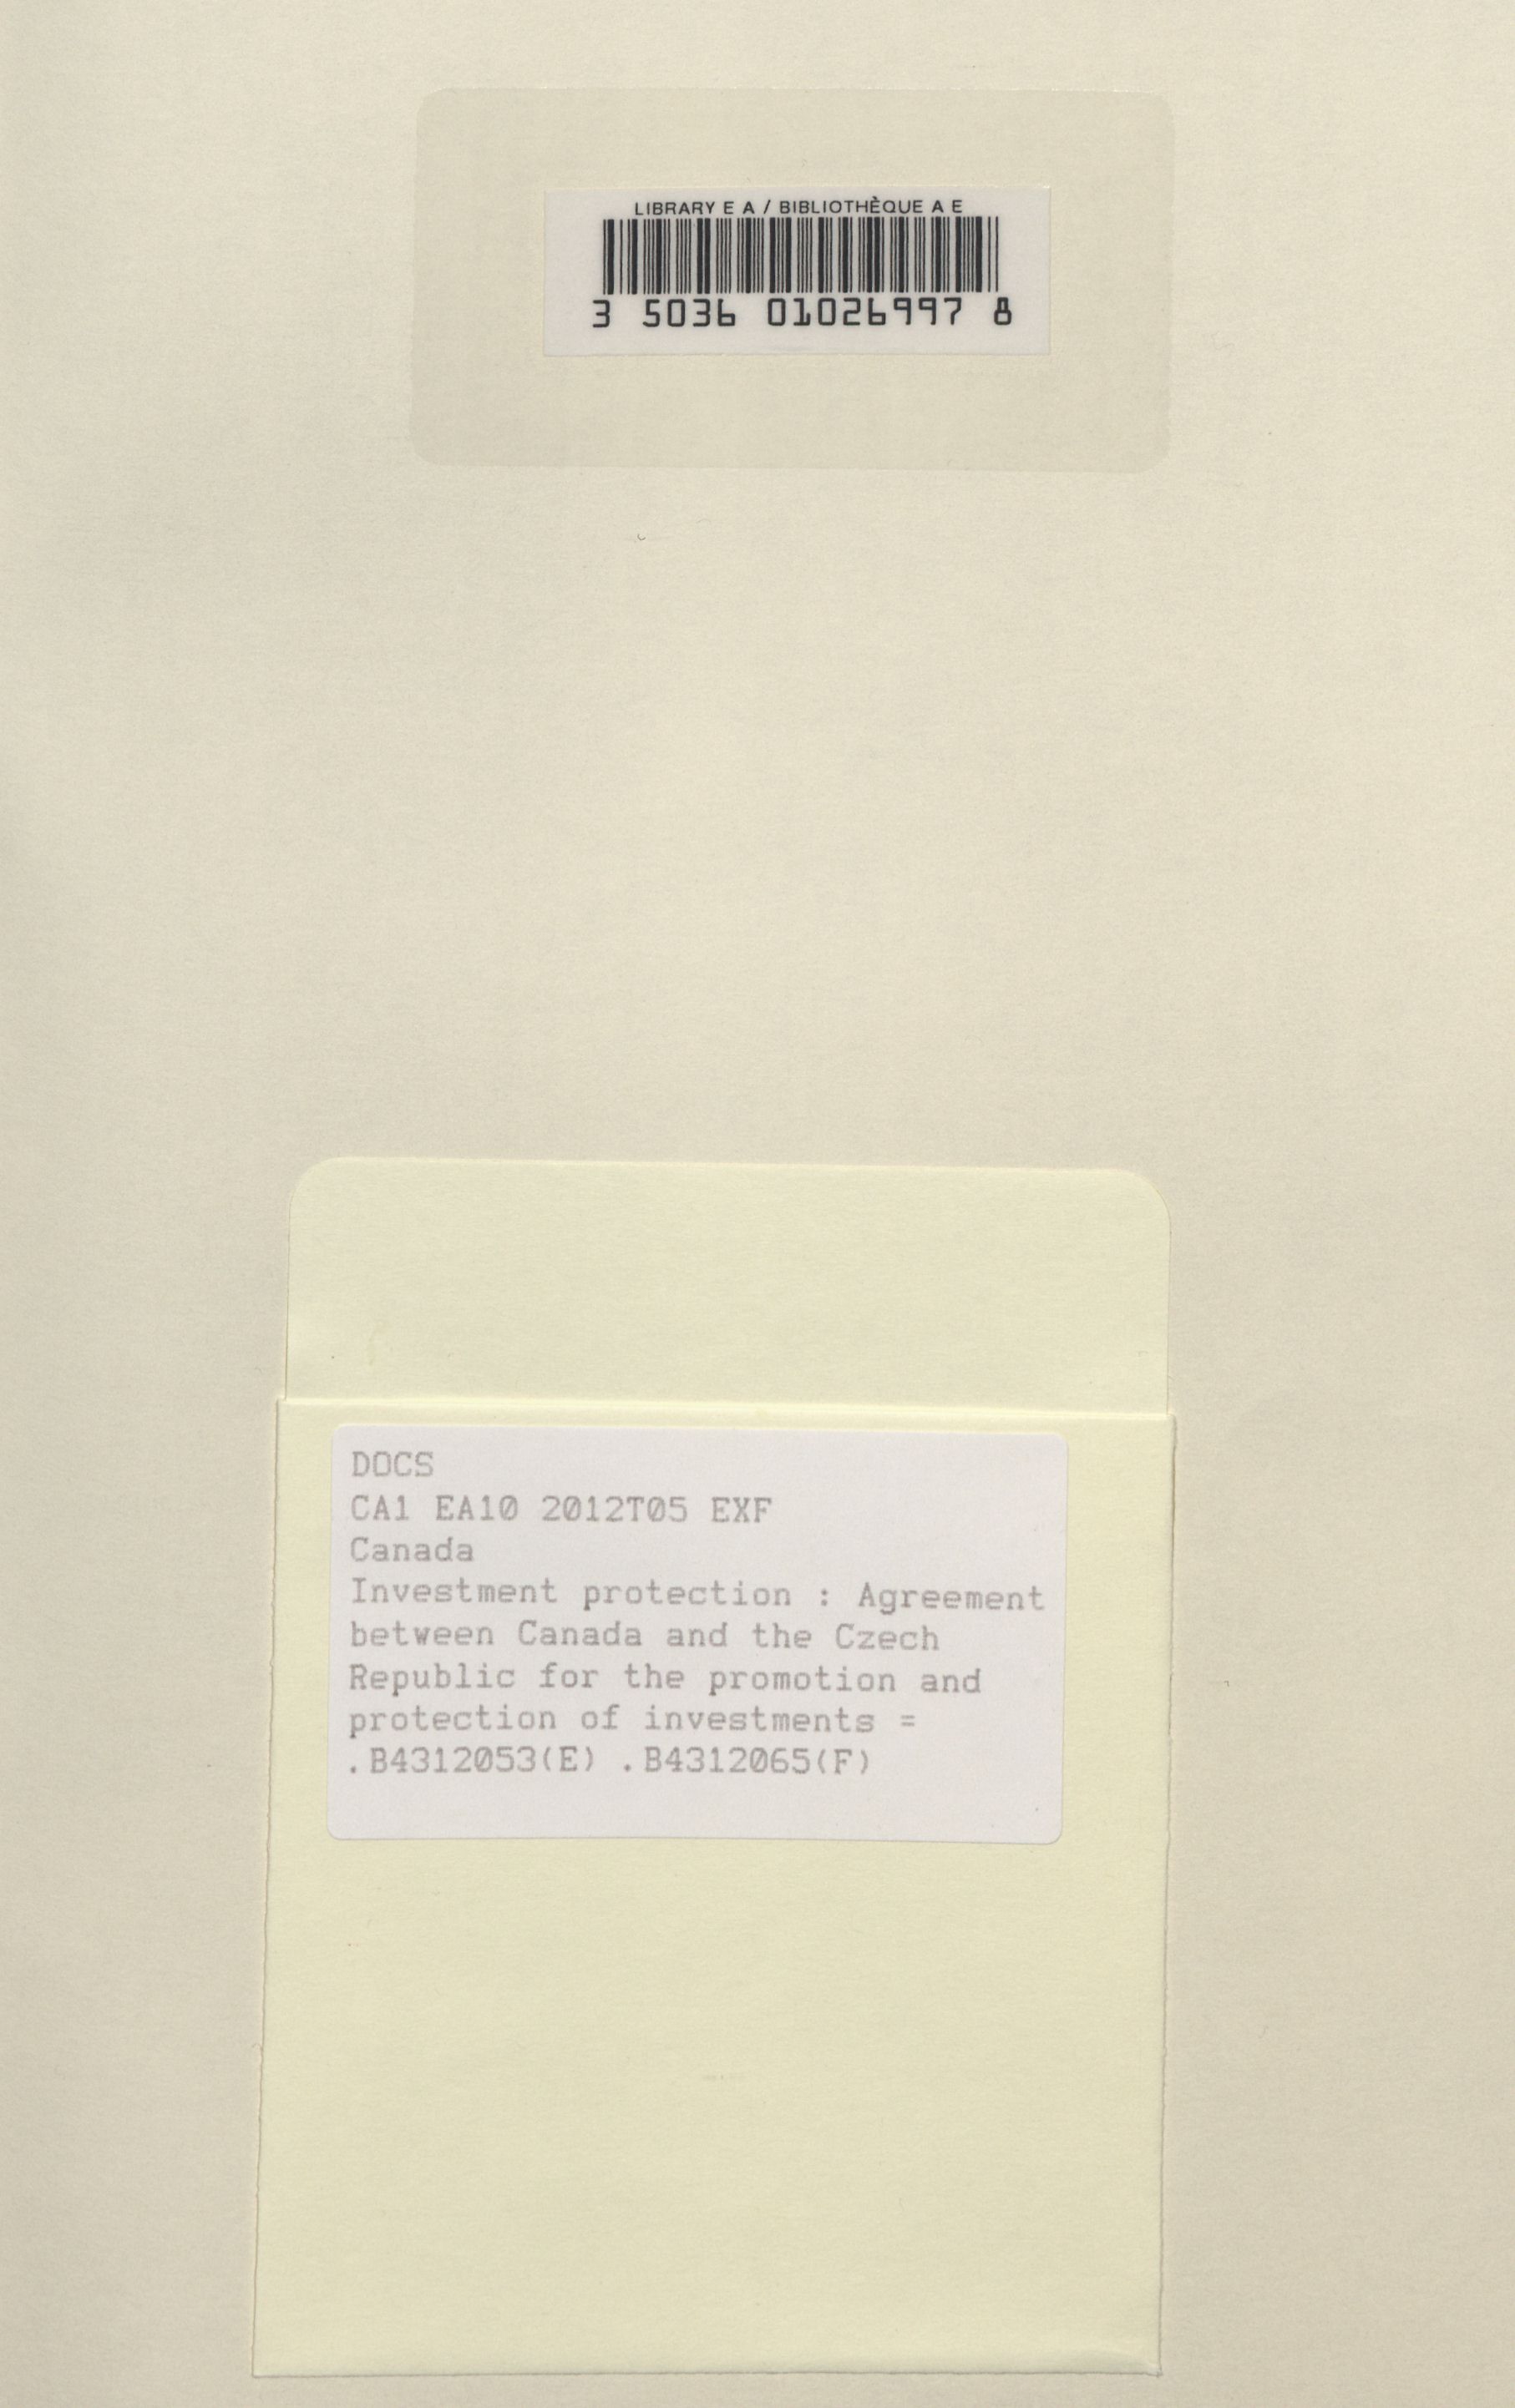 LIBRARY E A / BIBLIOTHÈQUE A E
3 5036 01026997 8
DOCS
CA1 EA10 2012T05 EXF
Canada
Investment protection : Agreement
between Canada and the Czech
Republic for the promotion and
protection of investments =
.B4312053(E) .B4312065(F)